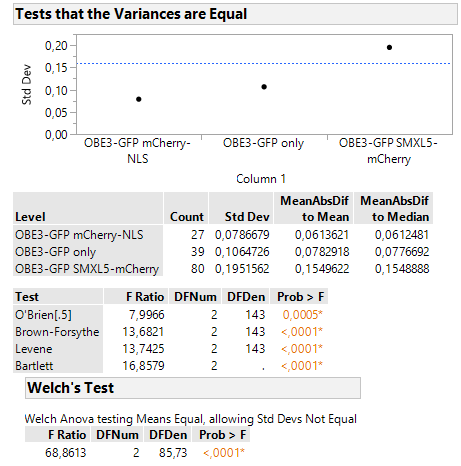 Tests that the Variances are Equal
0,20
0,15
0,10
0,05
0,00
Std Dev
OBE3-GFP mCherry-
NLS
OBE3-GFP only
OBE3-GFP SMXL5-
mCherry
Column 1
MeanAbsDif MeanAbsDif
Level Count Std Dev to Mean to Median
OBE3-GFP mCherry-NLS 27 0,0786679 0,0613621 0,0612481
OBE3-GFP only 39 0,1064726 0,0782918 0,0776692
OBE3-GFP SMXL5-mCherry 80 0,1951562 0,1549622 0,1548888
Test F Ratio DFNum DFDen Prob > F
O'Brien[.5] 7,9966 2 143 0,0005*
Brown-Forsythe 13,6821 2 143 <,0001*
Levene 13,7425 2 143 <,0001*
Bartlett 16,8579 2 . <,0001*
Welch's Test
Welch Anova testing Means Equal, allowing Std Devs Not Equal
F Ratio DFNum DFDen Prob > F
68,8613 2 85,73 <,0001*